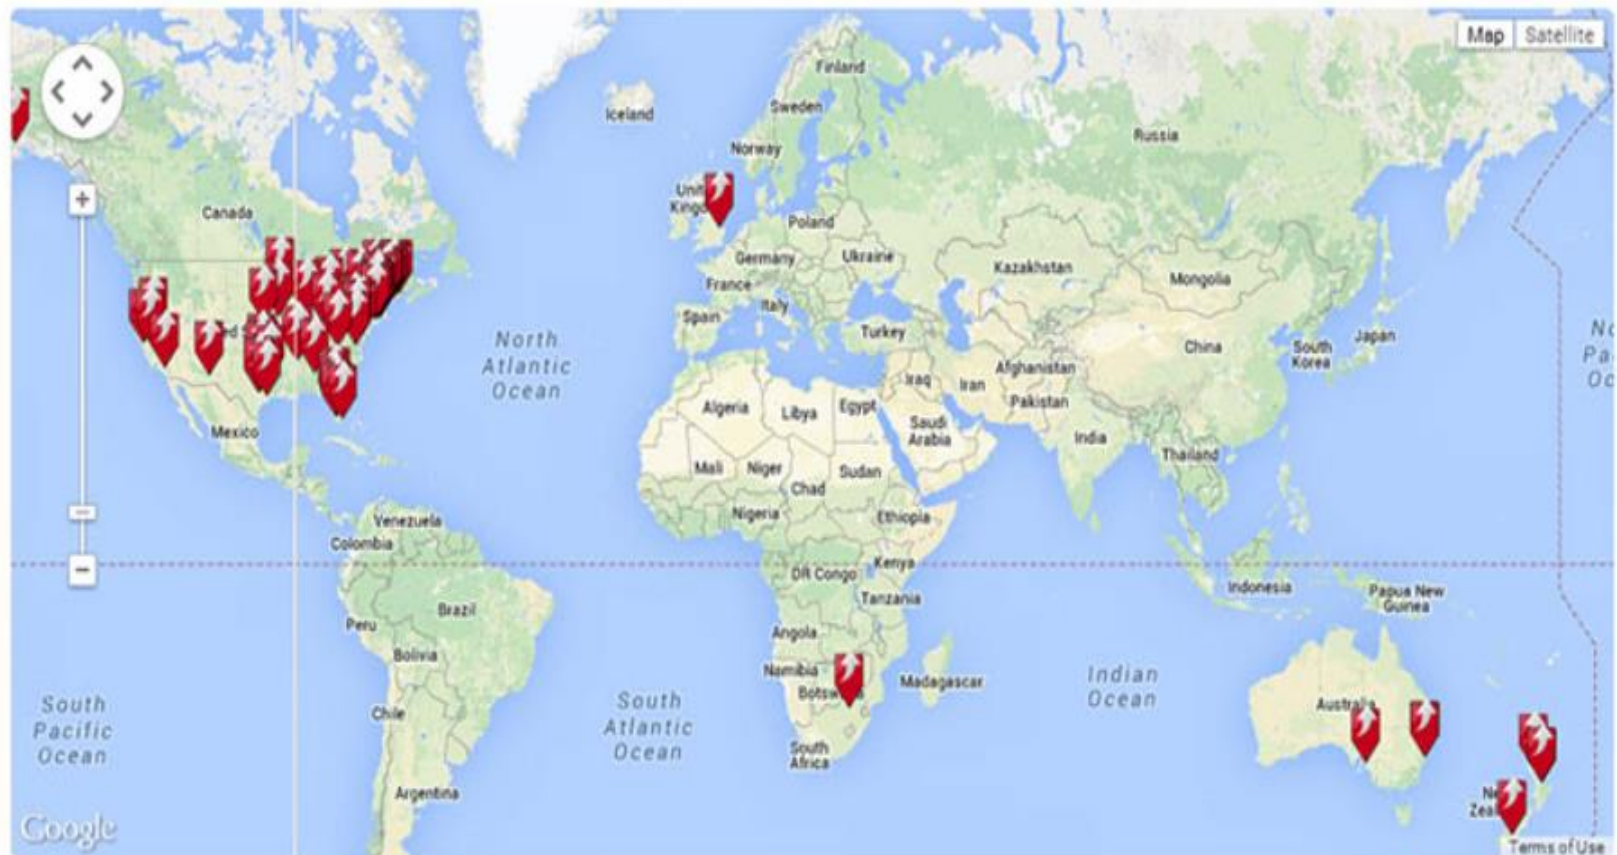 Map
Satellite
Finland
Sweden
Iceland
Russia
Norway
Canada
Poland
Germany
Ukraine
Kazakhstan
Mongolia
France
Italy
Spain
Turkey
North
Atlantic
Ocean
China
South
Korea
Japan
Afghanistan
Iraq
Iran
Pakistan
Algeria
Libya
Egypt
Saudi
Arabia
Mexico
India
Thailand
Mali
Niger
Sudan
Chad
Nigeria
Ethiopia
Venezuela
Colombia
Kenya
DR Congo
Tanzania
Indonesia
Papua New
Guinea
Brazil
Peru
Angola
Bolivia
Namibia
Madagascar
Indian
Ocean
South
Pacific
Ocean
Chile
South
Atlantic
Ocean
Australia
South
Africa
Argentina
Google
Terms of Use